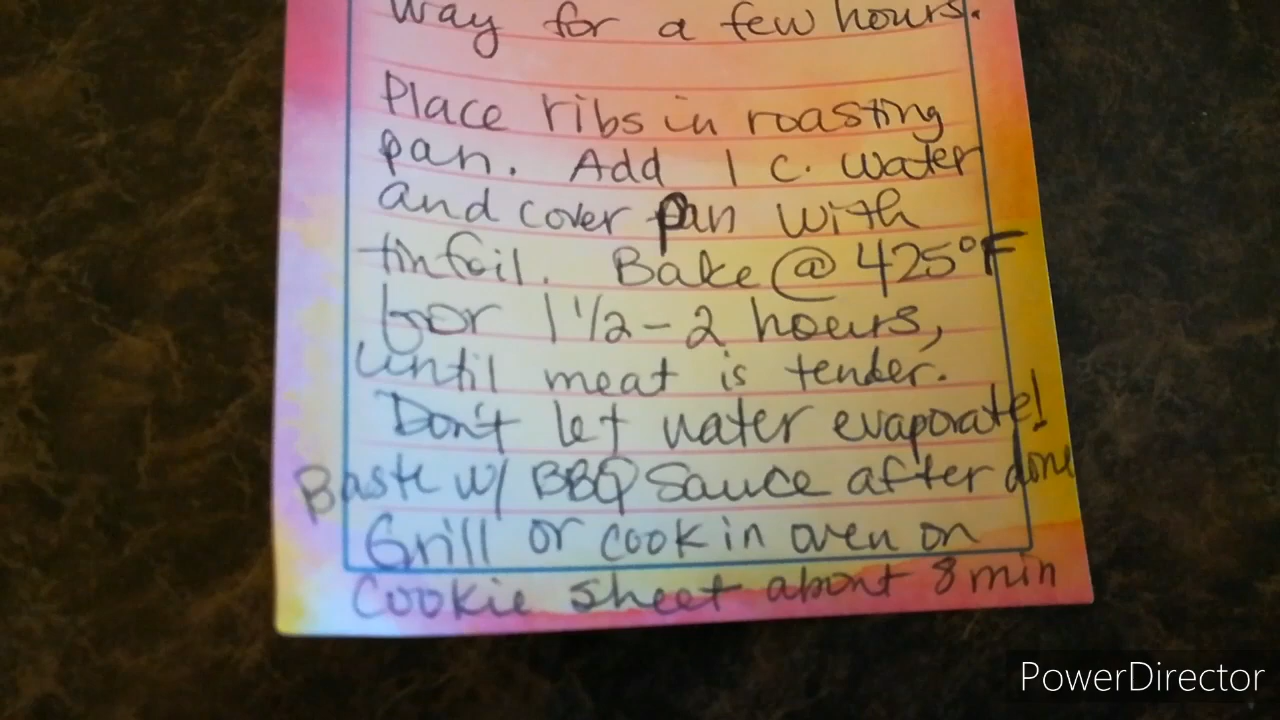 way for a few hours.
Place ribs in roasting
pan. Add 1 c. water
and cover pan with
tinfoil. Bake @ 425°F
for 1 1/2 - 2 hours,
until meat is tender.
Don't let water evaporate!
Baste w/ BBQ Sauce after done
Grill or cook in oven on
Cookie sheet about 8 min
PowerDirector